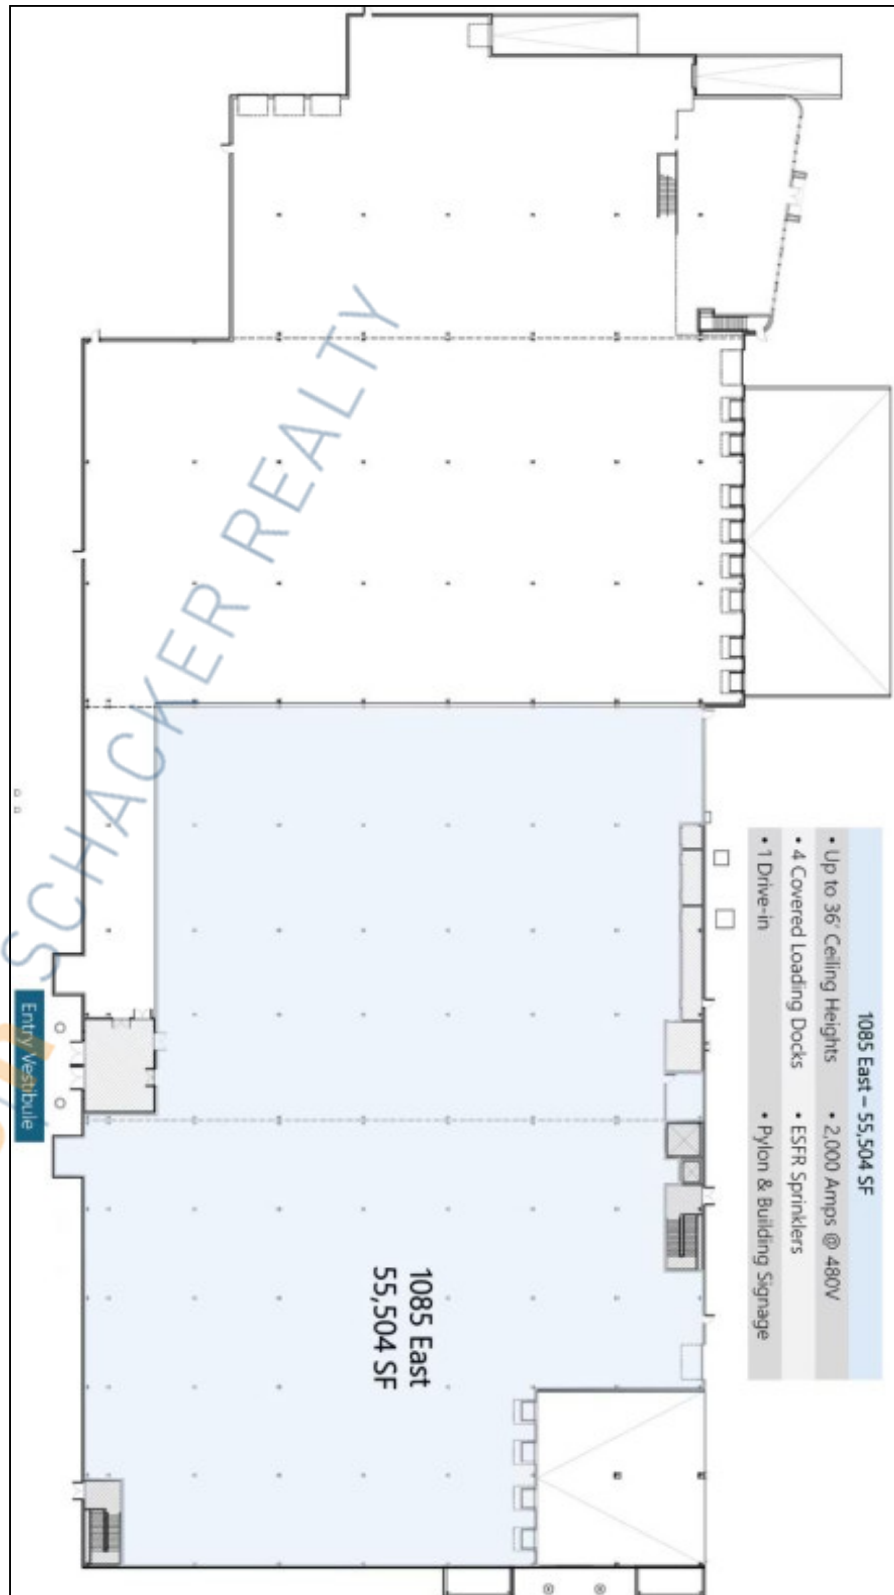 1085 East – 55,504 SF
• Up to 36' Ceiling Heights
• 2,000 Amps @ 480V
• 4 Covered Loading Docks
• ESFR Sprinklers
• 1 Drive-in
• Pylon & Building Signage
1085 East
55,504 SF
Entry Vestibule
SCHACKER REALTY